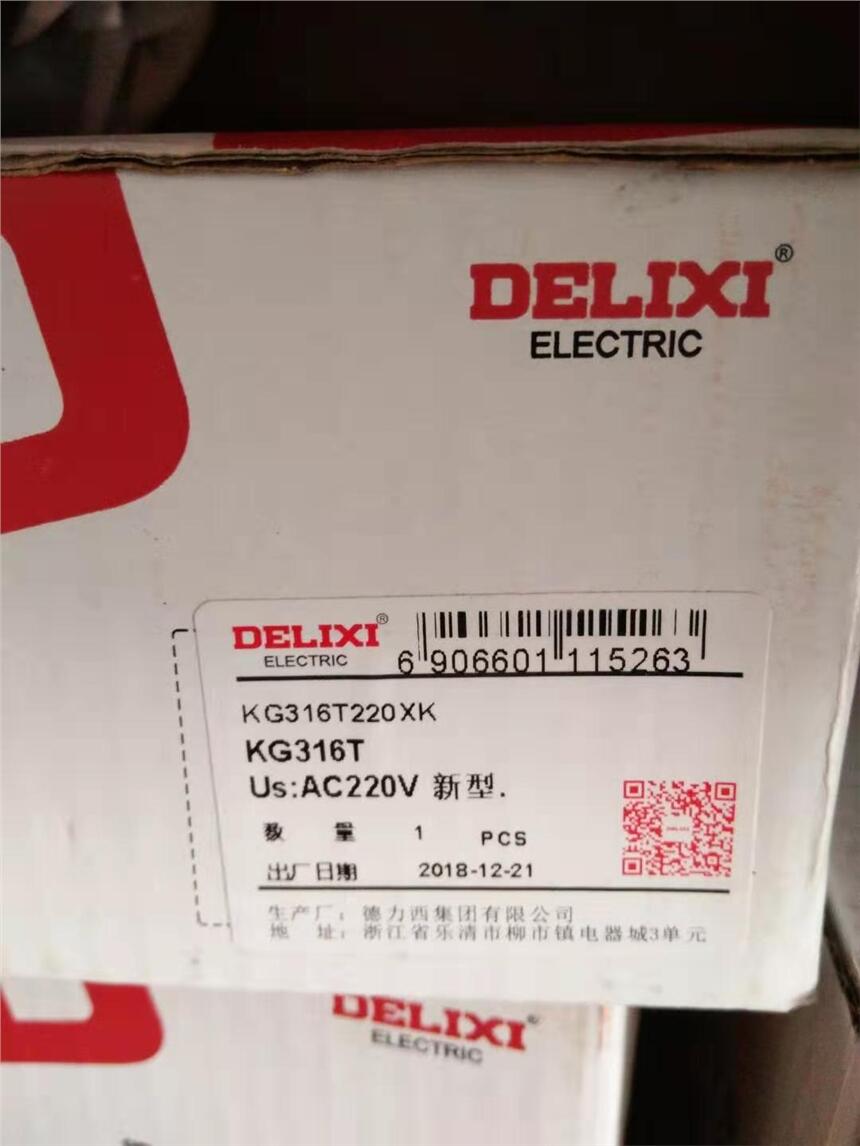 DELIXI®
ELECTRIC
DELIXI®
ELECTRIC
6 906601 115263
KG316T220XK
KG316T
Us:AC220V 新型.
数 量 1 PCS
出厂日期 2018-12-21
生产厂：德力西集团有限公司
地 址：浙江省乐清市柳市镇电器城3单元
DELIXI®
ELECTRIC